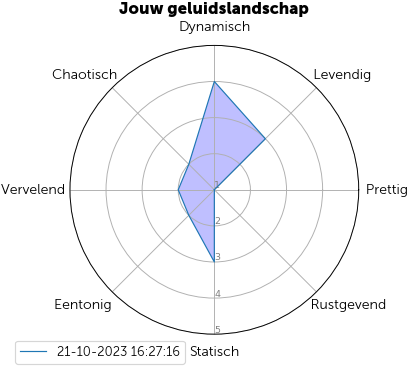 Jouw geluidslandschap
Dynamisch
Chaotisch
Levendig
Vervelend
1
Prettig
2
3
4
Eentonig
Rustgevend
5
21-10-2023 16:27:16
Statisch